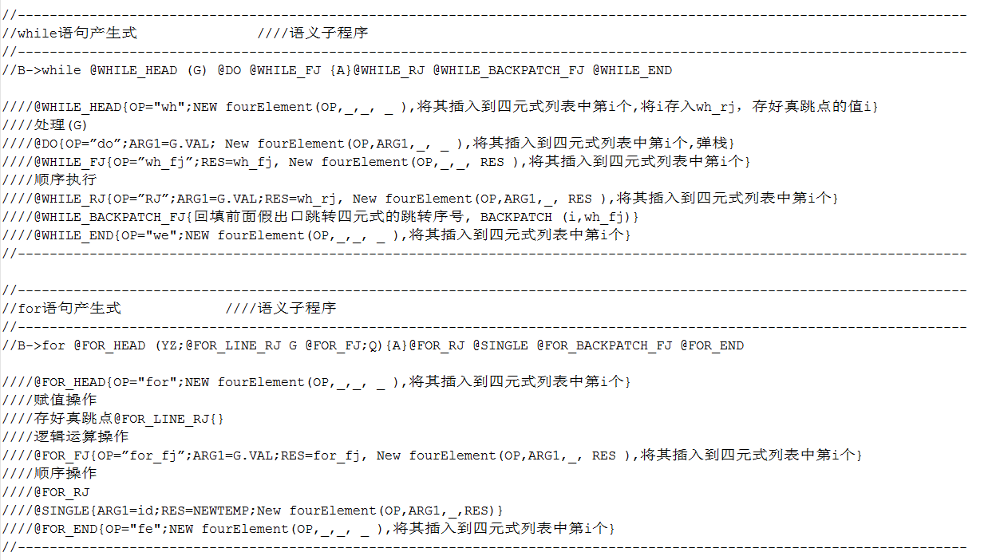 //-----------------------------------------------------------------------------------------------------------------------
//while语句产生式               ////语义子程序
//-----------------------------------------------------------------------------------------------------------------------
//B->while @WHILE_HEAD (G) @DO @WHILE_FJ {A}@WHILE_RJ @WHILE_BACKPATCH_FJ @WHILE_END
////@WHILE_HEAD{OP="wh";NEW fourElement(OP,_,_, _ ),将其插入到四元式列表中第i个,将i存入wh_rj，存好真跳点的值i}
////处理(G)
////@DO{OP=”do”;ARG1=G.VAL; New fourElement(OP,ARG1,_, _ ),将其插入到四元式列表中第i个,弹栈}
////@WHILE_FJ{OP=”wh_fj”;RES=wh_fj, New fourElement(OP,_,_, RES ),将其插入到四元式列表中第i个}
////顺序执行
////@WHILE_RJ{OP=”RJ”;ARG1=G.VAL;RES=wh_rj, New fourElement(OP,ARG1,_, RES ),将其插入到四元式列表中第i个}
////@WHILE_BACKPATCH_FJ{回填前面假出口跳转四元式的跳转序号, BACKPATCH (i,wh_fj)}
////@WHILE_END{OP="we";NEW fourElement(OP,_,_, _ ),将其插入到四元式列表中第i个}
//-----------------------------------------------------------------------------------------------------------------------
//-----------------------------------------------------------------------------------------------------------------------
//for语句产生式             ////语义子程序
//-----------------------------------------------------------------------------------------------------------------------
//B->for @FOR_HEAD (YZ;@FOR_LINE_RJ G @FOR_FJ;Q){A}@FOR_RJ @SINGLE @FOR_BACKPATCH_FJ @FOR_END
////@FOR_HEAD{OP="for";NEW fourElement(OP,_,_, _ ),将其插入到四元式列表中第i个}
////赋值操作
////存好真跳点@FOR_LINE_RJ{}
////逻辑运算操作
////@FOR_FJ{OP=”for_fj”;ARG1=G.VAL;RES=for_fj, New fourElement(OP,ARG1,_, RES ),将其插入到四元式列表中第i个}
////顺序操作
////@FOR_RJ
////@SINGLE{ARG1=id;RES=NEWTEMP;New fourElement(OP,ARG1,_,RES)}
////@FOR_END{OP="fe";NEW fourElement(OP,_,_, _ ),将其插入到四元式列表中第i个}
//-----------------------------------------------------------------------------------------------------------------------